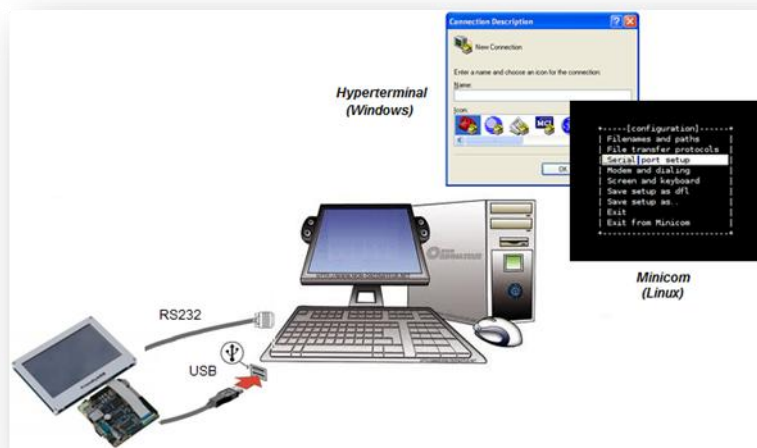 Connection Description
New Connection
Enter a name and choose an icon for the connection:
Name:
Icon:
OK
Hyperterminal
(Windows)
+-----[configuration]------+
| Filenames and paths |
| File transfer protocols |
| Serial port setup |
| Modem and dialing |
| Screen and keyboard |
| Save setup as dfl |
| Save setup as.. |
| Exit |
| Exit from Minicom |
+--------------------------+
Minicom
(Linux)
RS232
USB